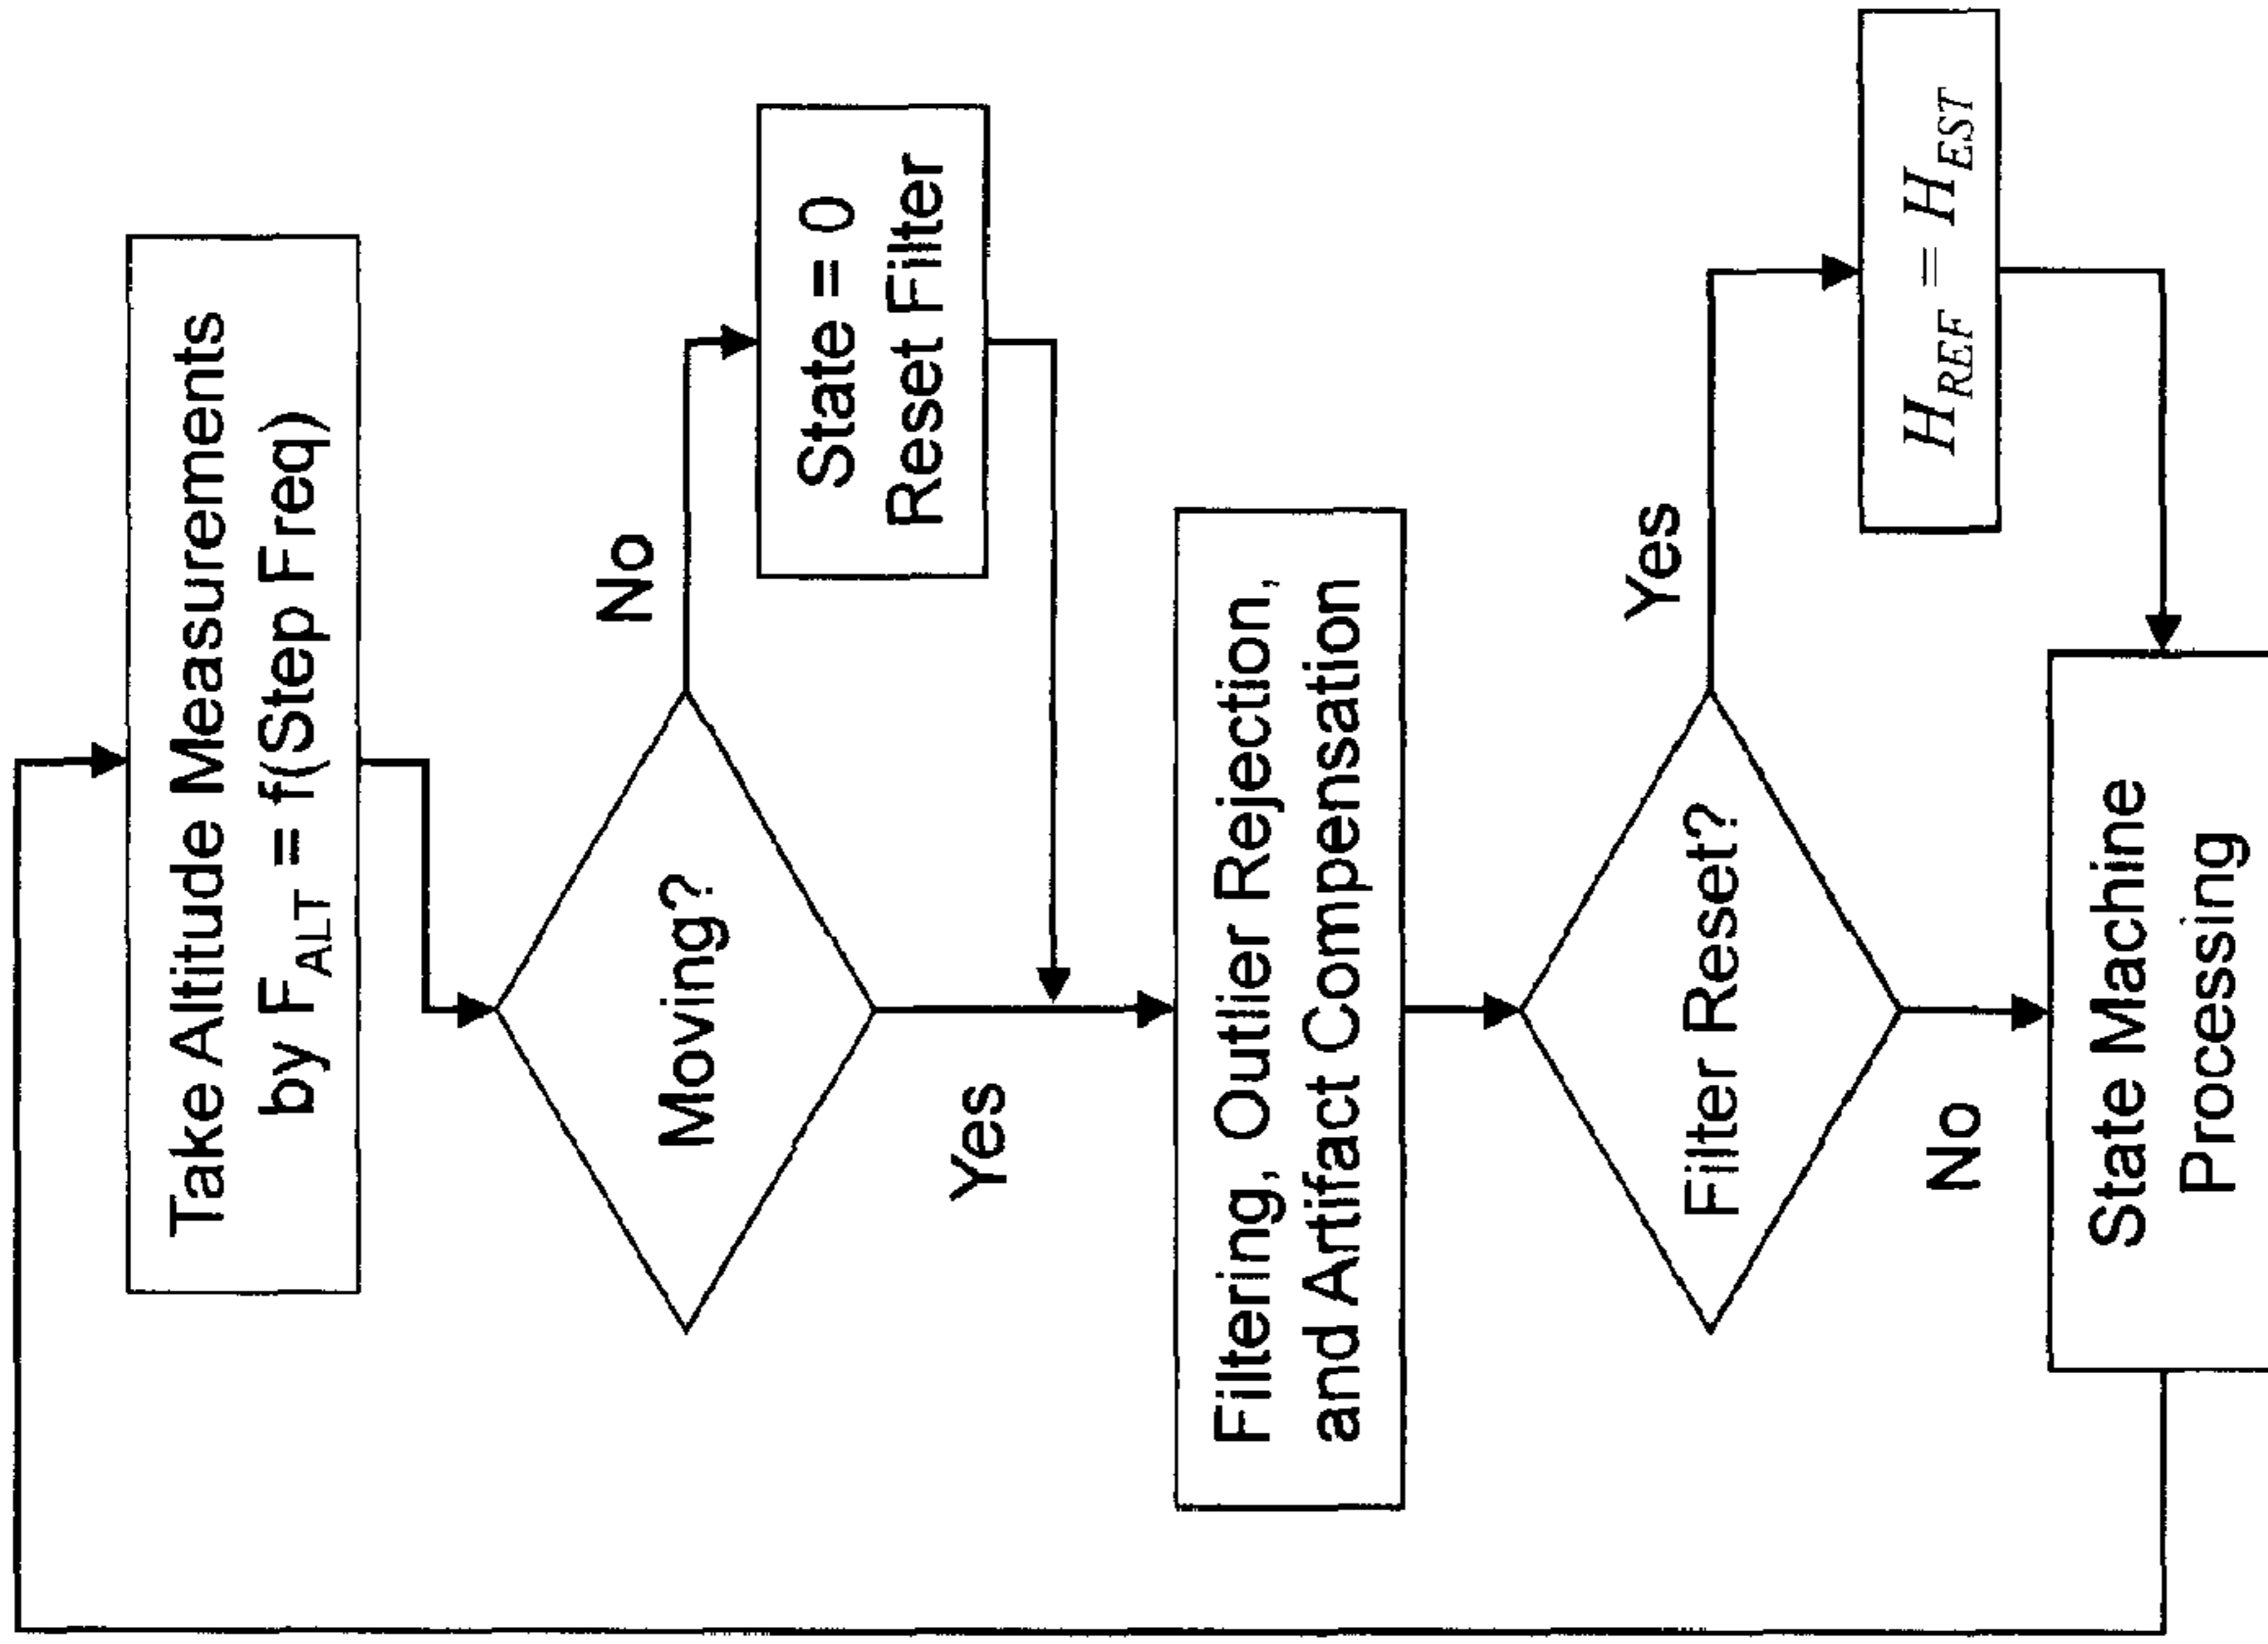 Take Altitude Measurements
by F_ALT = f(Step Freq)
Moving?
No
State = 0
Reset Filter
Yes
Filtering, Outlier Rejection,
and Artifact Compensation
Filter Reset?
Yes
H_REF = H_EST
No
State Machine
Processing